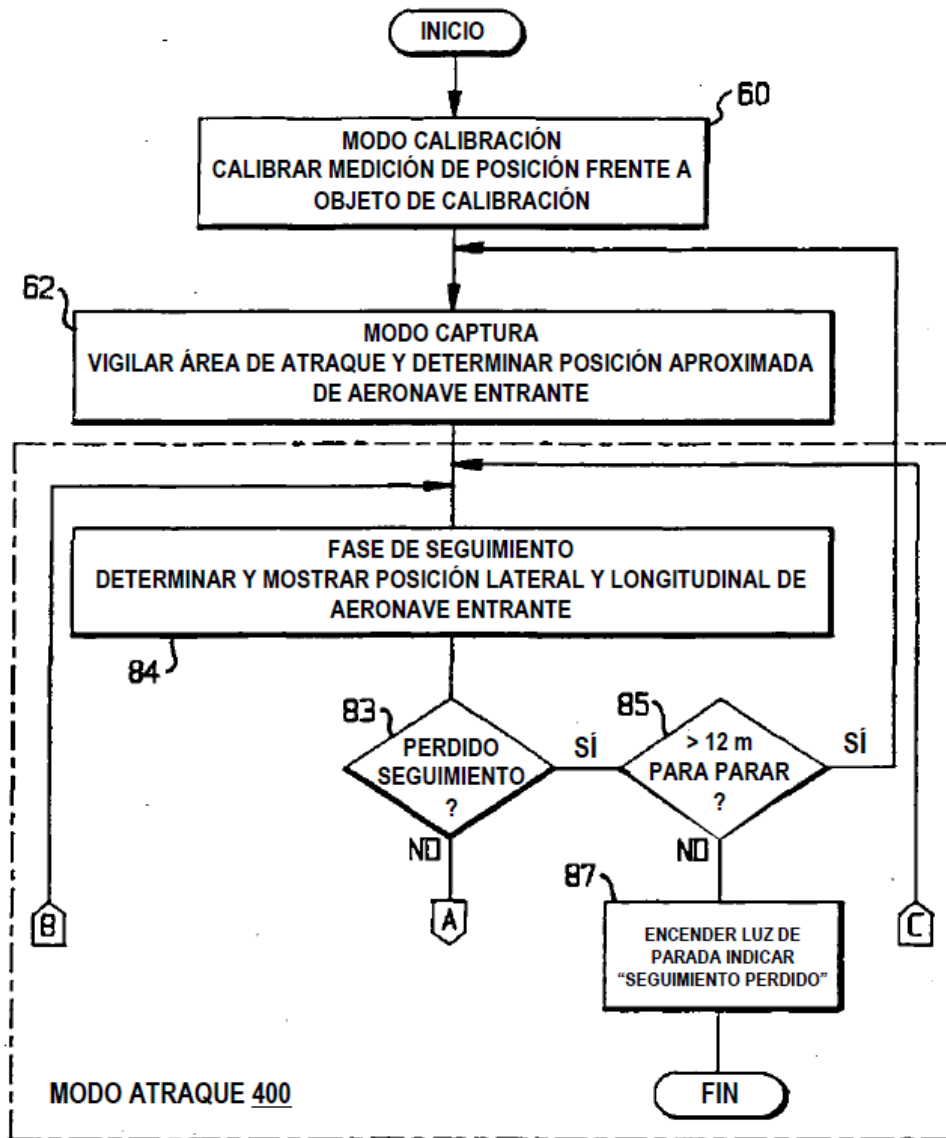 INICIO
60
MODO CALIBRACIÓN
CALIBRAR MEDICIÓN DE POSICIÓN FRENTE A
OBJETO DE CALIBRACIÓN
62
MODO CAPTURA
VIGILAR ÁREA DE ATRAQUE Y DETERMINAR POSICIÓN APROXIMADA
DE AERONAVE ENTRANTE
FASE DE SEGUIMIENTO
DETERMINAR Y MOSTRAR POSICIÓN LATERAL Y LONGITUDINAL DE
AERONAVE ENTRANTE
84
83
PERDIDO
SEGUIMIENTO
?
SÍ
85
> 12 m
PARA PARAR
?
SÍ
NO
NO
87
B
A
C
ENCENDER LUZ DE
PARADA INDICAR
“SEGUIMIENTO PERDIDO”
MODO ATRAQUE 400
FIN